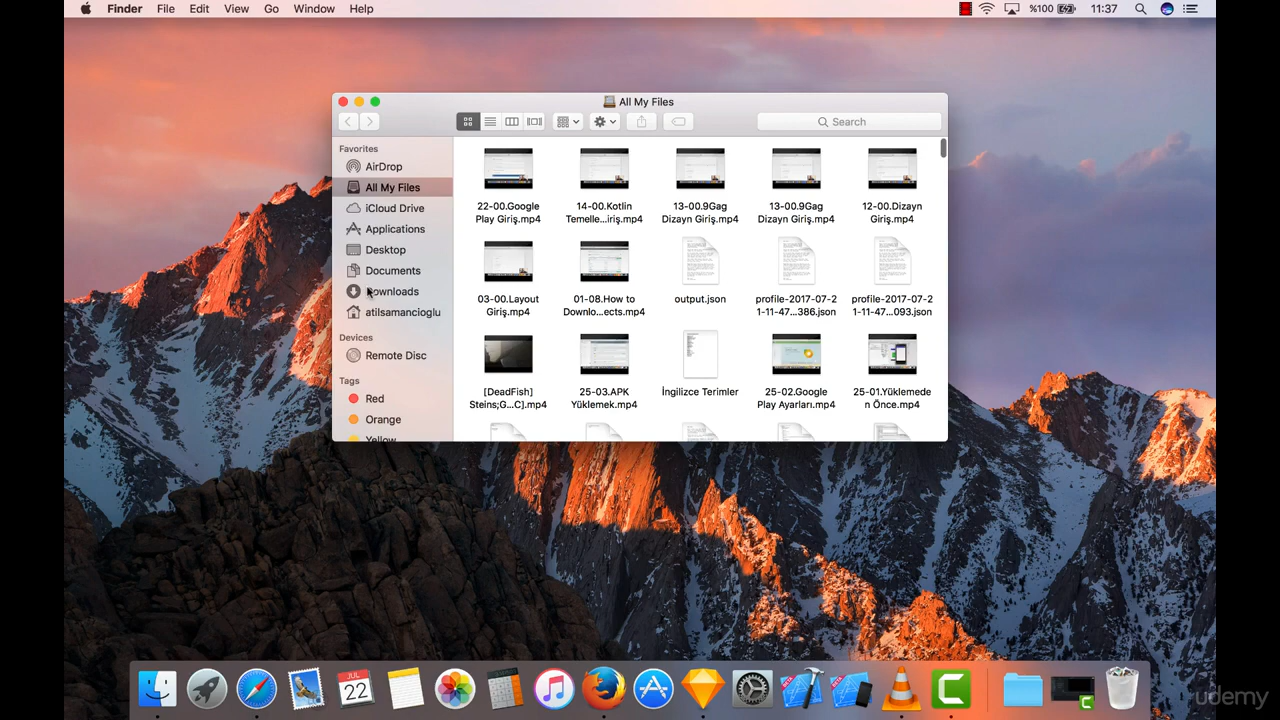 Finder File Edit View Go Window Help %100 11:37
All My Files
Search
Favorites
AirDrop
All My Files
iCloud Drive
Applications
Desktop
Documents
Downloads
atilsamancioglu
Devices
Remote Disc
Tags
Red
Orange
Yellow
22-00.Google
Play Giriş.mp4
14-00.Kotlin
Temelle...iriş.mp4
13-00.9Gag
Dizayn Giriş.mp4
13-00.9Gag
Dizayn Giriş.mp4
12-00.Dizayn
Giriş.mp4
03-00.Layout
Giriş.mp4
01-08.How to
Downlo...ects.mp4
output.json
profile-2017-07-2
1-11-47...386.json
profile-2017-07-2
1-11-47...093.json
[DeadFish]
Steins;G...C].mp4
25-03.APK
Yüklemek.mp4
İngilizce Terimler
25-02.Google
Play Ayarları.mp4
25-01.Yüklemede
n Önce.mp4
JUL
22
udemy